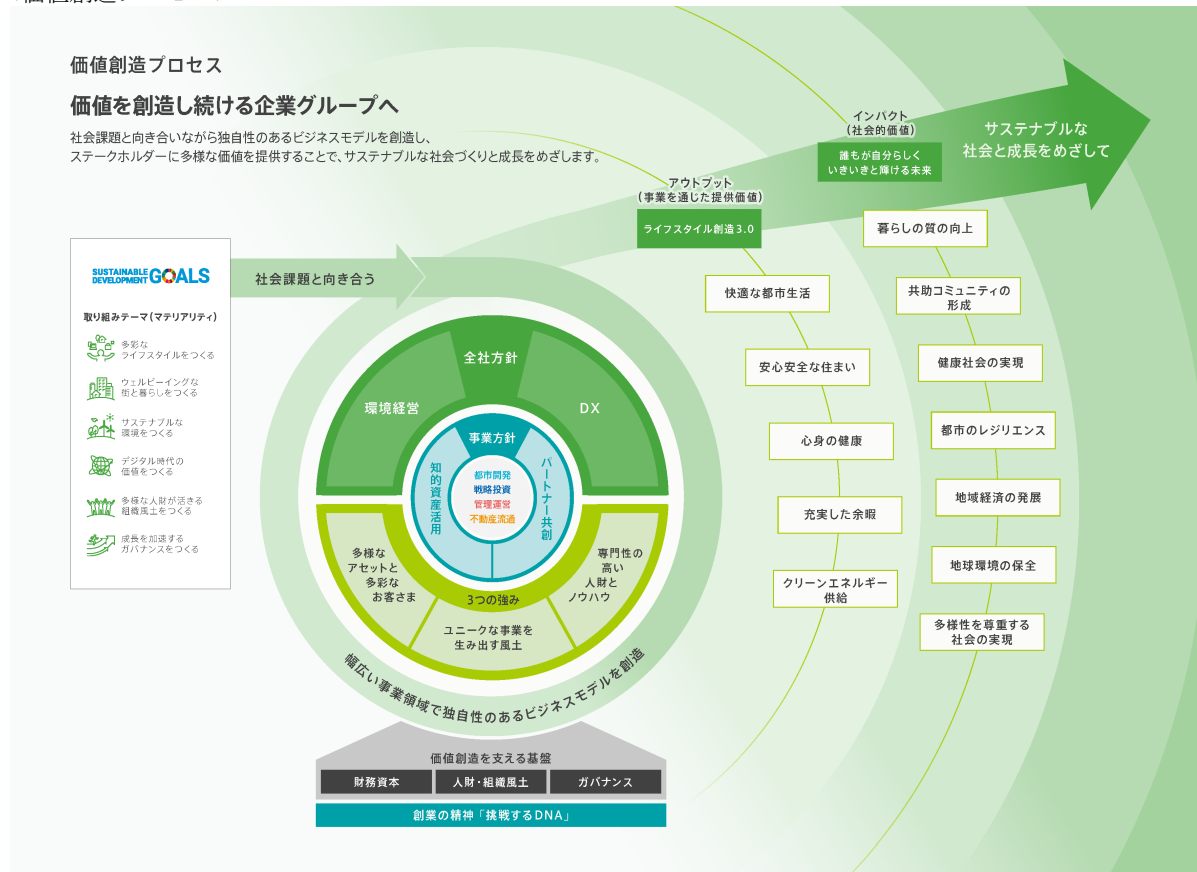 価値創造プロセス
価値を創造し続ける企業グループへ
社会課題と向き合いながら独自性のあるビジネスモデルを創造し、
ステークホルダーに多様な価値を提供することで、サステナブルな社会づくりと成長をめざします。
SUSTAINABLE
DEVELOPMENT
GOALS
取り組みテーマ(マテリアリティ)
多彩な
ライフスタイルをつくる
ウェルビーイングな
街と暮らしをつくる
サステナブルな
環境をつくる
デジタル時代の
価値をつくる
多様な人財が活きる
組織風土をつくる
成長を加速する
ガバナンスをつくる
社会課題と向き合う
全社方針
環境経営
DX
事業方針
知的資産活用
パートナー共創
都市開発
戦略投資
管理運営
不動産流通
3つの強み
多様な
アセットと
多彩な
お客さま
ユニークな事業を
生み出す風土
専門性の
高い
人財と
ノウハウ
幅広い事業領域で独自性のあるビジネスモデルを創造
価値創造を支える基盤
財務資本
人財・組織風土
ガバナンス
創業の精神「挑戦するDNA」
アウトプット
(事業を通じた提供価値)
ライフスタイル創造3.0
快適な都市生活
安心安全な住まい
心身の健康
充実した余暇
クリーンエネルギー
供給
インパクト
(社会的価値)
誰もが自分らしく
いきいきと輝ける未来
暮らしの質の向上
共助コミュニティの
形成
健康社会の実現
都市のレジリエンス
地域経済の発展
地球環境の保全
多様性を尊重する
社会の実現
サステナブルな
社会と成長をめざして